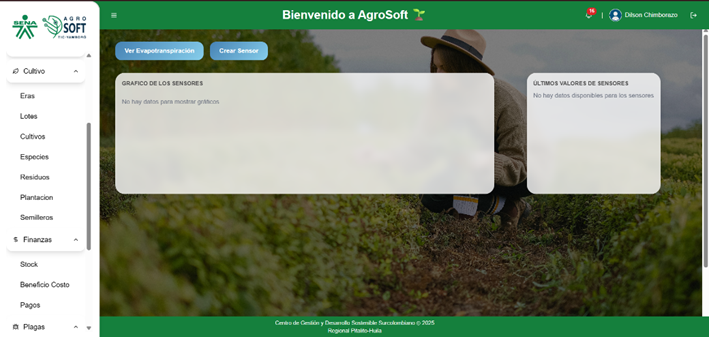 SENA
AGRO
SOFT
Cultivo
Eras
Lotes
Cultivos
Especies
Residuos
Plantacion
Semilleros
Finanzas
Stock
Beneficio Costo
Pagos
Plagas
Bienvenido a AgroSoft
16
Dilson Chimborazo
Ver Evapotranspiración
Crear Sensor
GRAFICO DE LOS SENSORES
No hay datos para mostrar gráficos
ÚLTIMOS VALORES DE SENSORES
No hay datos disponibles para los sensores
Centro de Gestión y Desarrollo Sostenible Surcolombiano © 2025
Regional Pitalito-Huila